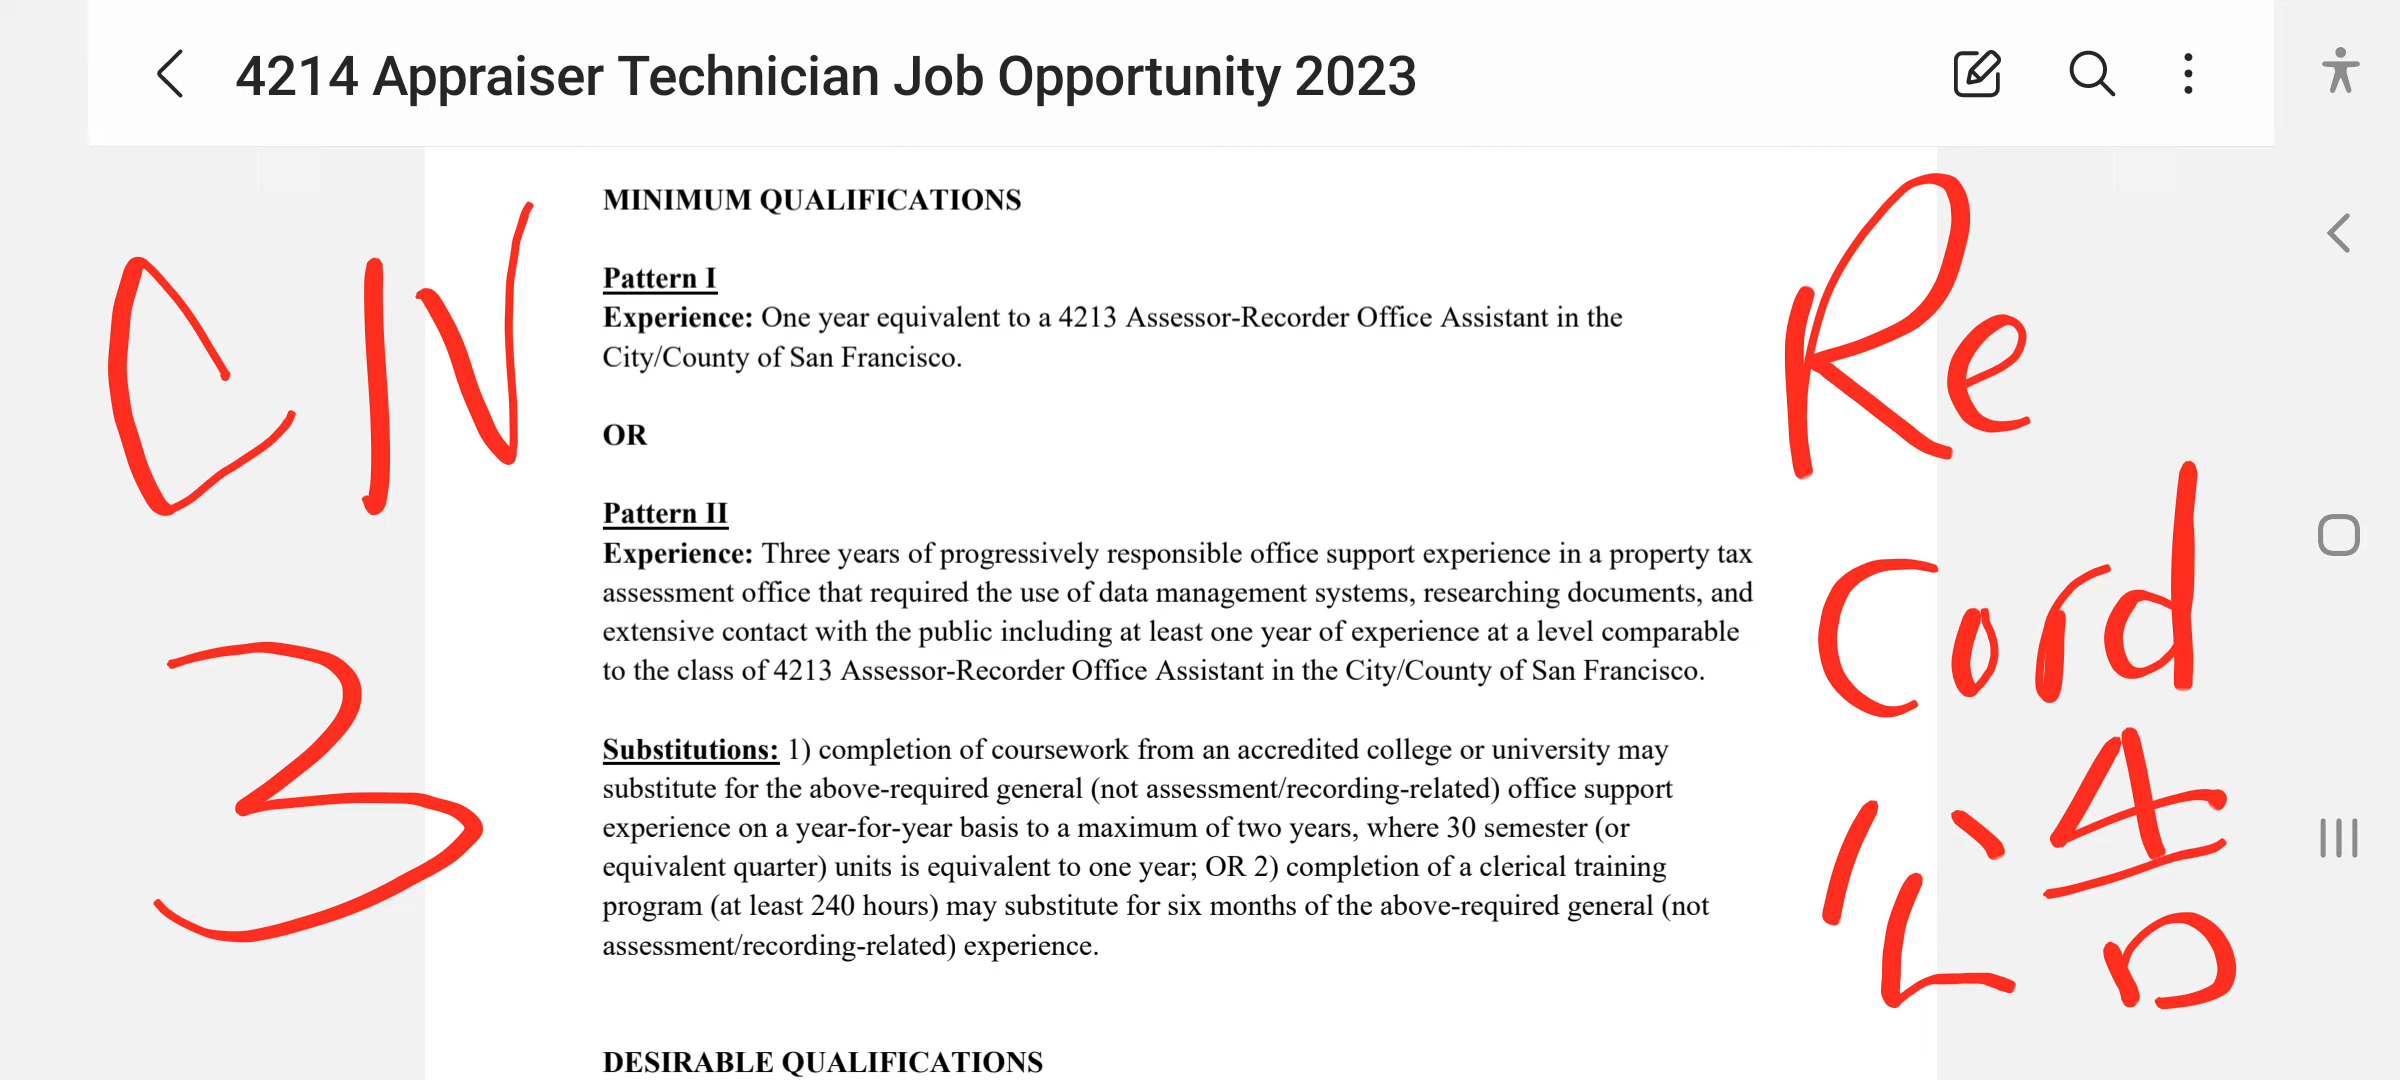 4214 Appraiser Technician Job Opportunity 2023
MINIMUM QUALIFICATIONS
Pattern I
Experience: One year equivalent to a 4213 Assessor-Recorder Office Assistant in the
City/County of San Francisco.
OR
Pattern II
Experience: Three years of progressively responsible office support experience in a property tax
assessment office that required the use of data management systems, researching documents, and
extensive contact with the public including at least one year of experience at a level comparable
to the class of 4213 Assessor-Recorder Office Assistant in the City/County of San Francisco.
Substitutions: 1) completion of coursework from an accredited college or university may
substitute for the above-required general (not assessment/recording-related) office support
experience on a year-for-year basis to a maximum of two years, where 30 semester (or
equivalent quarter) units is equivalent to one year; OR 2) completion of a clerical training
program (at least 240 hours) may substitute for six months of the above-required general (not
assessment/recording-related) experience.
DESIRABLE QUALIFICATIONS
CIV
3
Re
Cord
4